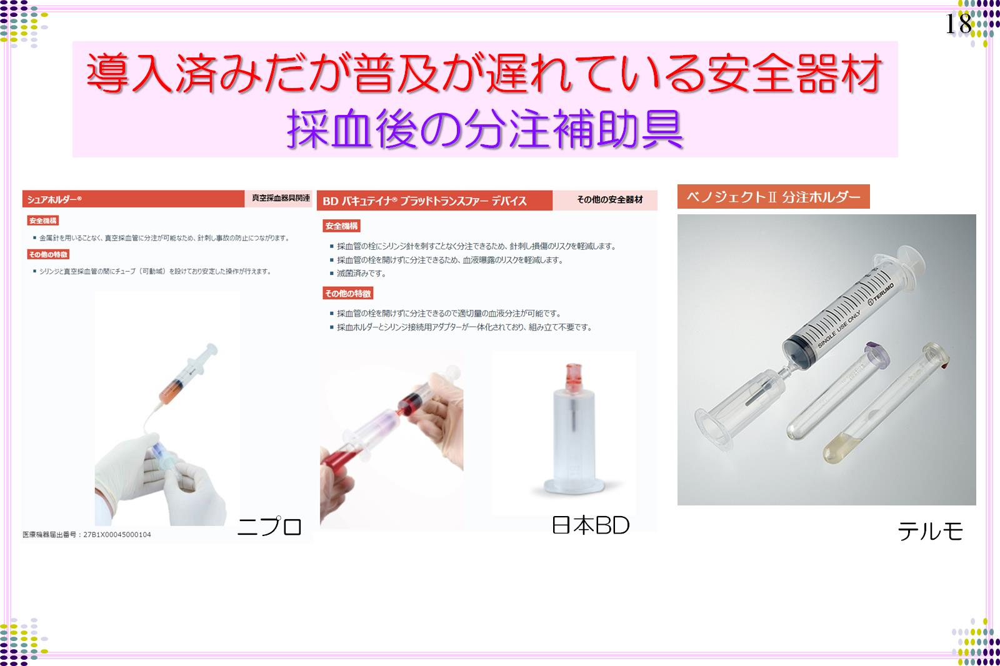 18
導入済みだが普及が遅れている安全器材
採血後の分注補助具
シュアホルダー® 真空採血器具関連
安全機構
■ 金属針を用いることなく、真空採血管に分注が可能なため、針刺し事故の防止につながります。
その他の特徴
■ シリンジと真空採血管の間にチューブ（可動域）を設けており安定した操作が行えます。
ニプロ
医療機器届出番号：27B1X00045000104
BD バキュテイナ® ブラッドトランスファー デバイス その他の安全器材
安全機構
■ 採血管の栓にシリンジ針を刺すことなく分注できるため、針刺し損傷のリスクを軽減します。
■ 採血管の栓を開けずに分注できるため、血液曝露のリスクを軽減します。
■ 滅菌済みです。
その他の特徴
■ 採血管の栓を開けずに分注できるので適切量の血液分注が可能です。
■ 採血ホルダーとシリンジ接続用アダプターが一体化されており、組み立て不要です。
日本BD
ベノジェクトⅡ 分注ホルダー
TERUMO
SINGLE USE ONLY
テルモ